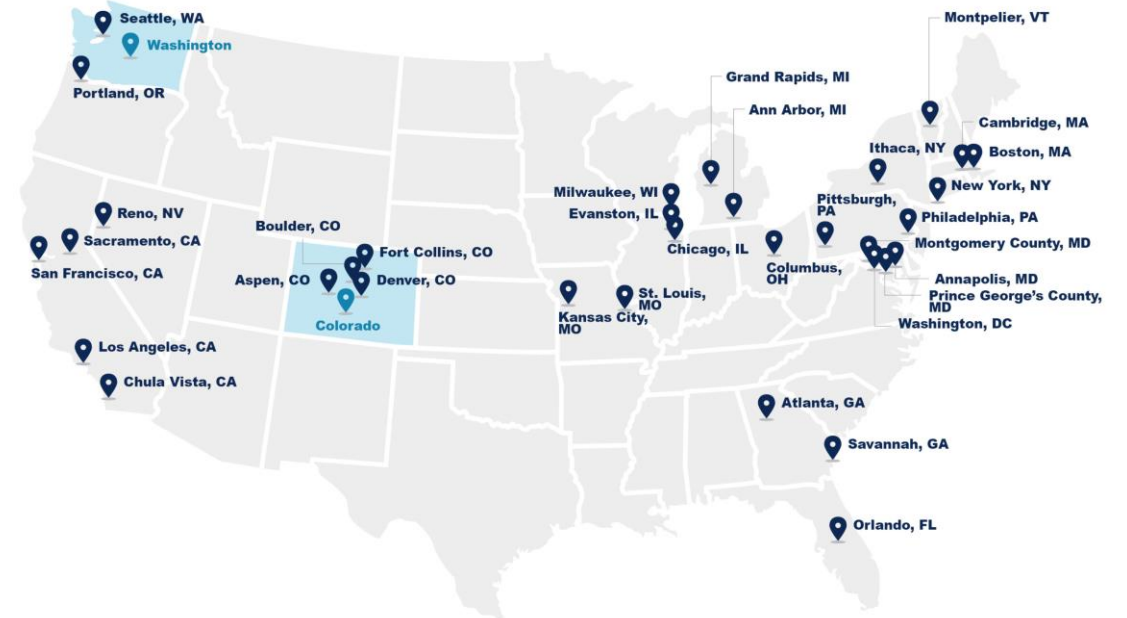 Seattle, WA
Washington
Portland, OR
Montpelier, VT
Grand Rapids, MI
Ann Arbor, MI
Cambridge, MA
Ithaca, NY
Boston, MA
Milwaukee, WI
New York, NY
Evanston, IL
Pittsburgh,
PA
Reno, NV
Philadelphia, PA
Boulder, CO
Sacramento, CA
Montgomery County, MD
Chicago, IL
Fort Collins, CO
San Francisco, CA
Columbus,
OH
Aspen, CO
Denver, CO
Annapolis, MD
St. Louis,
MO
Prince George's County,
MD
Kansas City,
MO
Colorado
Washington, DC
Los Angeles, CA
Chula Vista, CA
Atlanta, GA
Savannah, GA
Orlando, FL